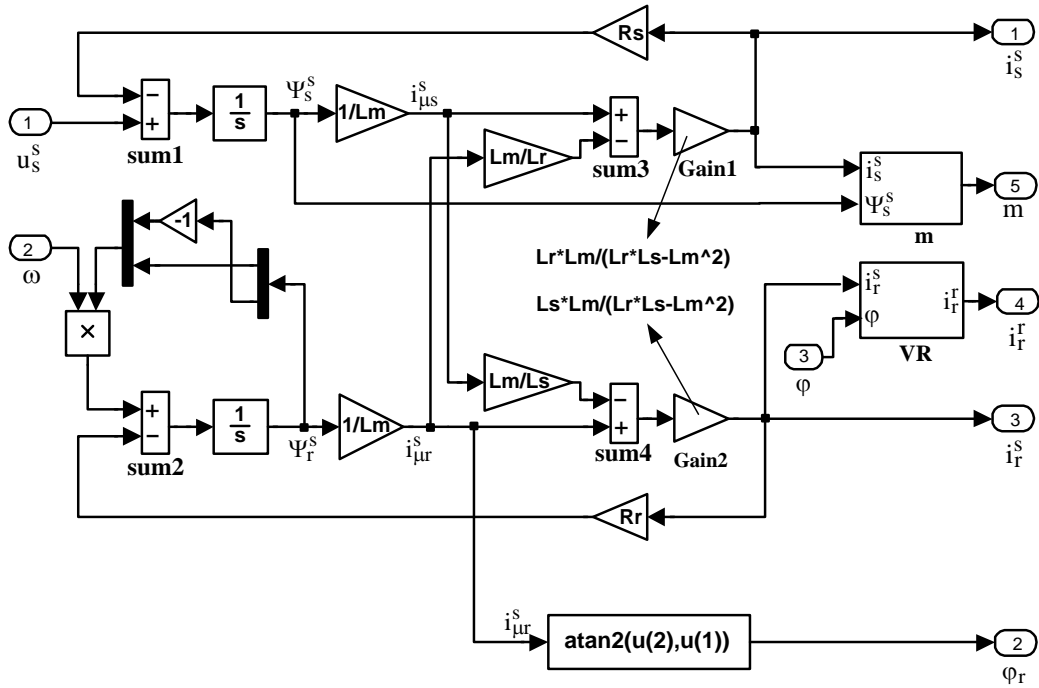 Rs
1
i_s^s
−
+
1
u_s^s
sum1
1/s
Ψ_s^s
1/Lm
i_μs^s
Lm/Lr
+
−
sum3
Gain1
i_s^s
Ψ_s^s
m
5
m
2
ω
-1
×
Lr*Lm/(Lr*Ls-Lm^2)
Ls*Lm/(Lr*Ls-Lm^2)
i_r^s
φ
i_r^r
VR
4
i_r^r
3
φ
+
−
sum2
1/s
Ψ_r^s
1/Lm
i_μr^s
Lm/Ls
−
+
sum4
Gain2
3
i_r^s
Rr
i_μr^s
atan2(u(2),u(1))
2
φ_r